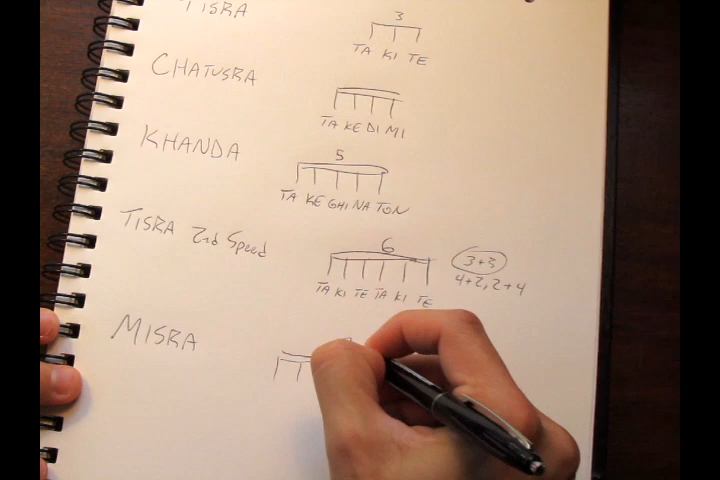 TISRA
3
TA KI TE
CHATUSRA
TA KE DI MI
KHANDA
5
TA KE GHI NA TON
TISRA 2nd Speed
6
3+3
4+2, 2+4
TA KI TE TA KI TE
MISRA